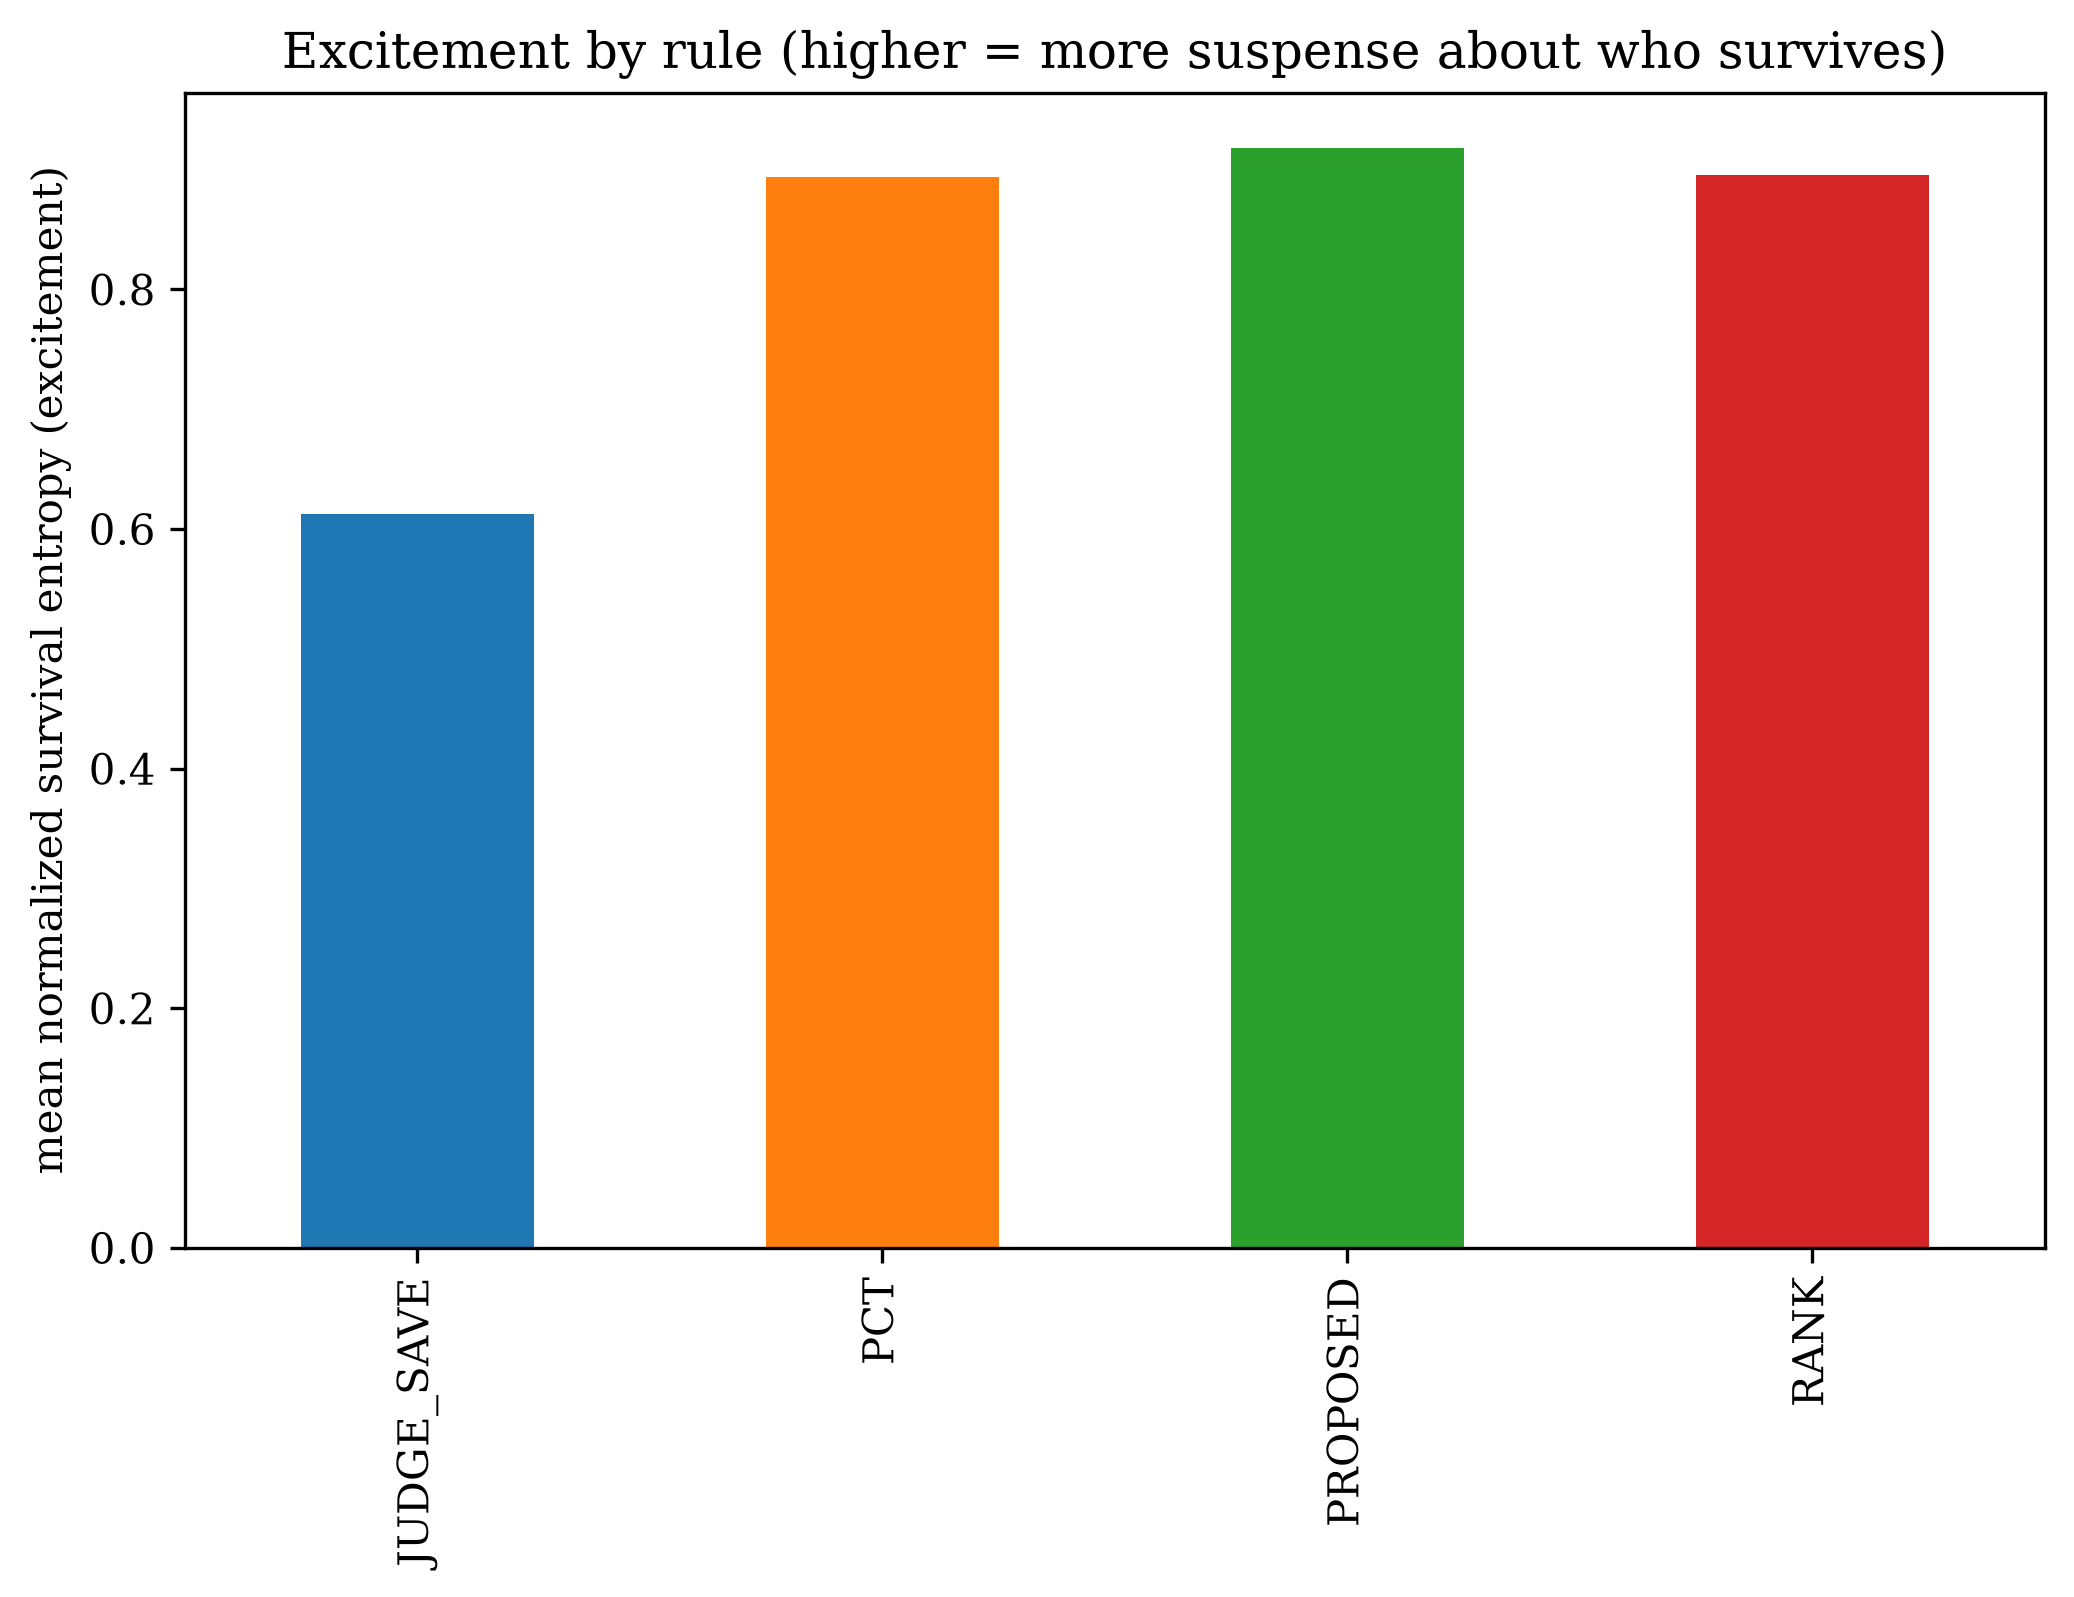 Excitement by rule (higher = more suspense about who survives)
mean normalized survival entropy (excitement)
0.8
0.6
0.4
0.2
0.0
JUDGE_SAVE
PCT
PROPOSED
RANK